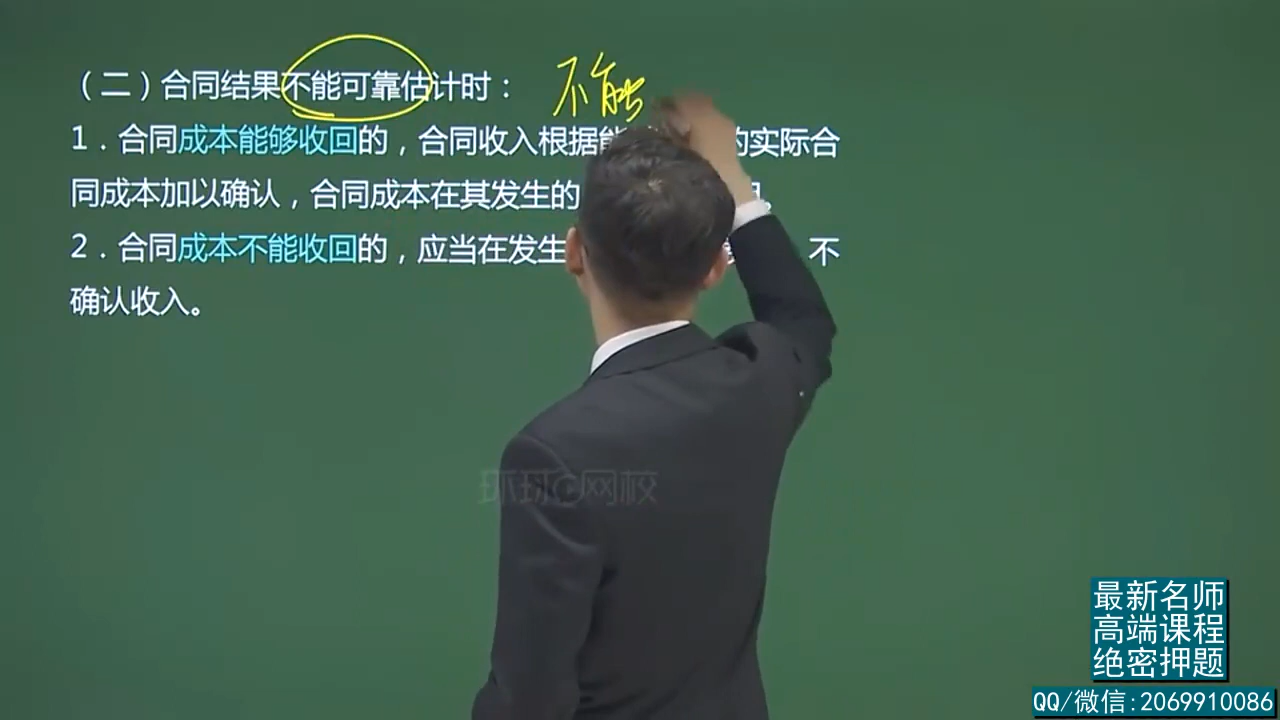 （二）合同结果不能可靠估计时： 不能
1．合同成本能够收回的，合同收入根据能 的实际合
同成本加以确认，合同成本在其发生的
2．合同成本不能收回的，应当在发生 不
确认收入。
环球网校
最新名师
高端课程
绝密押题
QQ/微信:2069910086